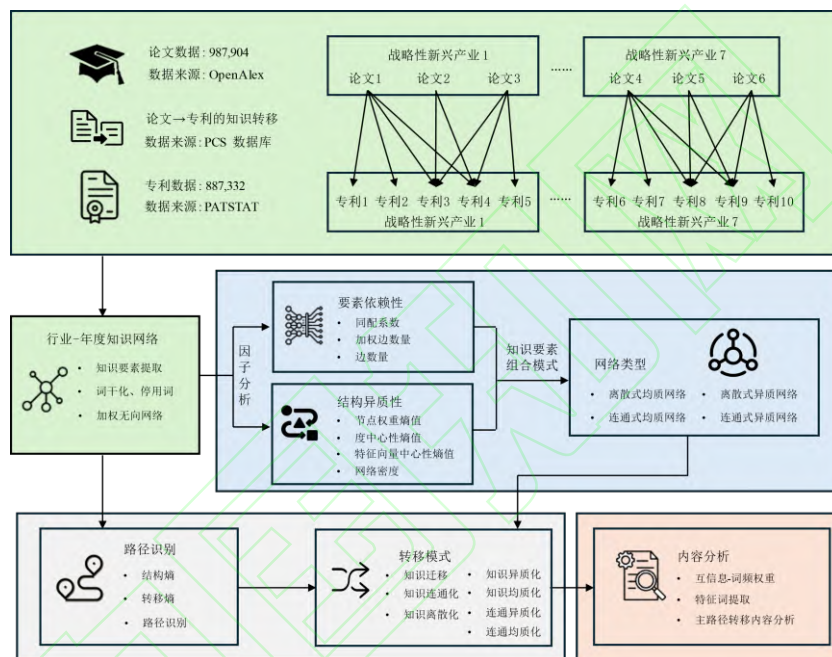 论文数据: 987,904
数据来源: OpenAlex
论文→专利的知识转移
数据来源: PCS 数据库
专利数据: 887,332
数据来源: PATSTAT
战略性新兴产业1
论文1 论文2 论文3
......
战略性新兴产业7
论文4 论文5 论文6
专利1 专利2 专利3 专利4 专利5
战略性新兴产业1
......
专利6 专利7 专利8 专利9 专利10
战略性新兴产业7
行业-年度知识网络
• 知识要素提取
• 词干化、停用词
• 加权无向网络
因子分析
要素依赖性
• 同配系数
• 加权边数量
• 边数量
结构异质性
• 节点权重熵值
• 度中心性熵值
• 特征向量中心性熵值
• 网络密度
知识要素
组合模式
网络类型
• 离散式均质网络 • 离散式异质网络
• 连通式均质网络 • 连通式异质网络
路径识别
• 结构熵
• 转移熵
• 路径识别
转移模式
• 知识迁移
• 知识连通化
• 知识离散化
• 知识异质化
• 知识均质化
• 连通异质化
• 连通均质化
内容分析
• 互信息-词频权重
• 特征词提取
• 主路径转移内容分析